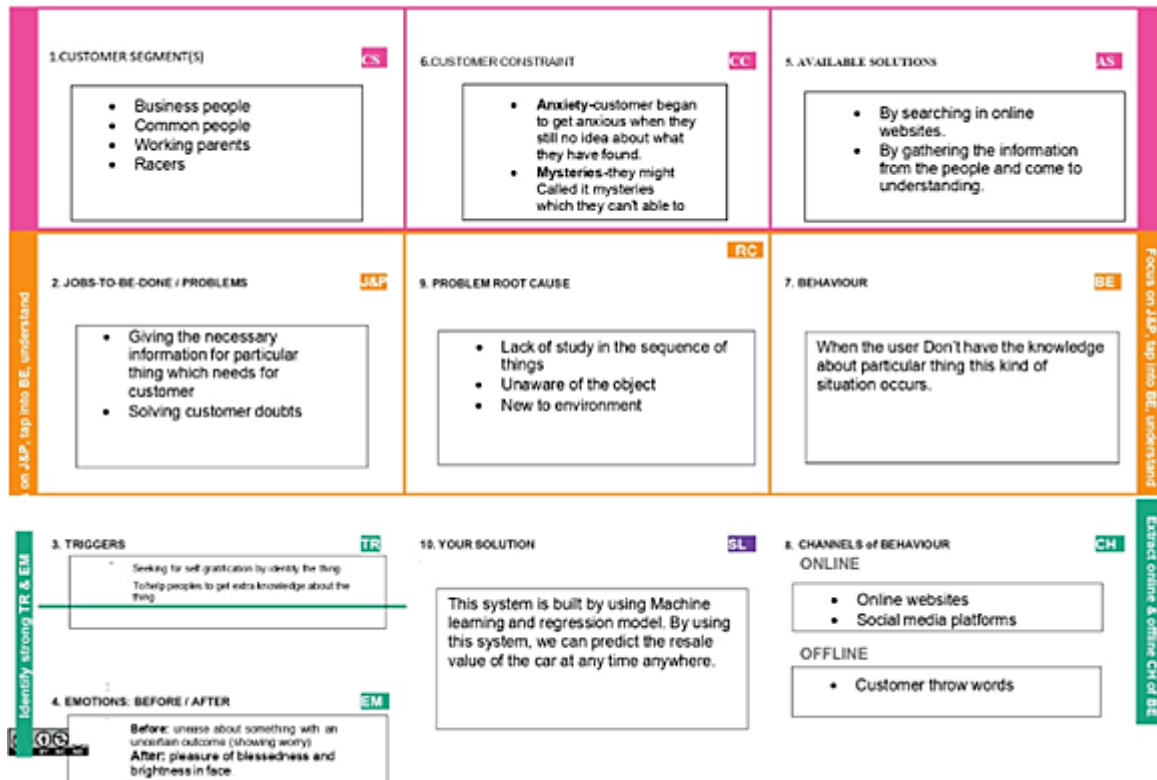 1.CUSTOMER SEGMENT(S)
CS
• Business people
• Common people
• Working parents
• Racers
6.CUSTOMER CONSTRAINT
CC
• Anxiety-customer began
to get anxious when they
still no idea about what
they have found.
• Mysteries-they might
Called it mysteries
which they can't able to
5. AVAILABLE SOLUTIONS
AS
• By searching in online
websites.
• By gathering the information
from the people and come to
understanding.
on J&P, tap into BE, understand
2. JOBS-TO-BE-DONE / PROBLEMS
J&P
• Giving the necessary
information for particular
thing which needs for
customer
• Solving customer doubts
9. PROBLEM ROOT CAUSE
RC
• Lack of study in the sequence of
things
• Unaware of the object
• New to environment
7. BEHAVIOUR
BE
When the user Don't have the knowledge
about particular thing this kind of
situation occurs.
Focus on J&P, tap into BE, understand
Identify strong TR & EM
3. TRIGGERS
TR
Seeking for self gratification by identify the thing
To help peoples to get extra knowledge about the
thing
4. EMOTIONS: BEFORE / AFTER
EM
Before: unease about something with an
uncertain outcome (showing worry)
After: pleasure of blessedness and
brightness in face.
10. YOUR SOLUTION
SL
This system is built by using Machine
learning and regression model. By using
this system, we can predict the resale
value of the car at any time anywhere.
8. CHANNELS of BEHAVIOUR
CH
ONLINE
• Online websites
• Social media platforms
OFFLINE
• Customer throw words
Extract online & offline CH of BE